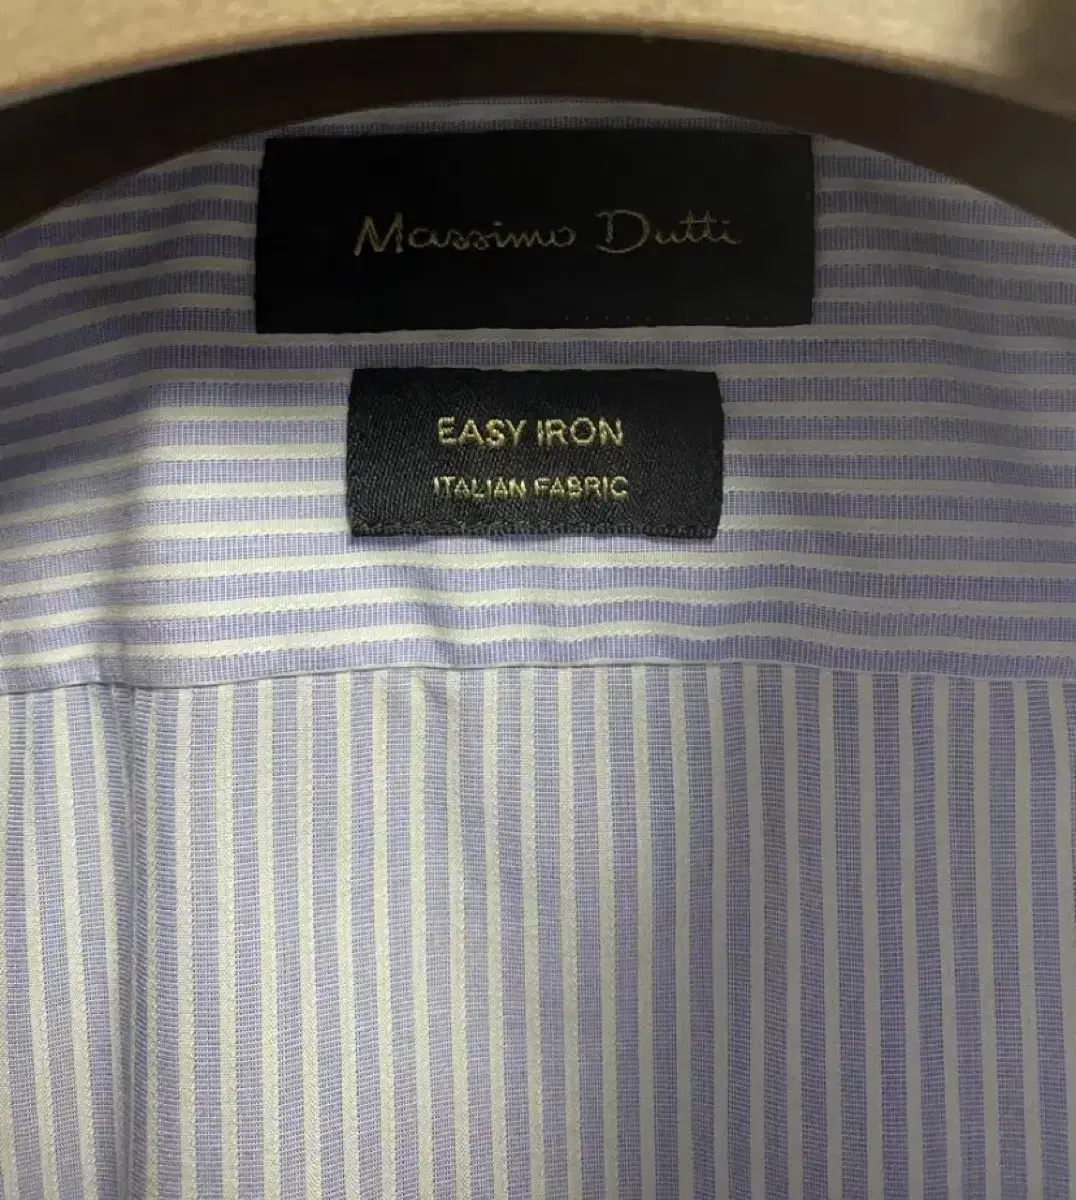 Massimo Dutti
EASY IRON
ITALIAN FABRIC